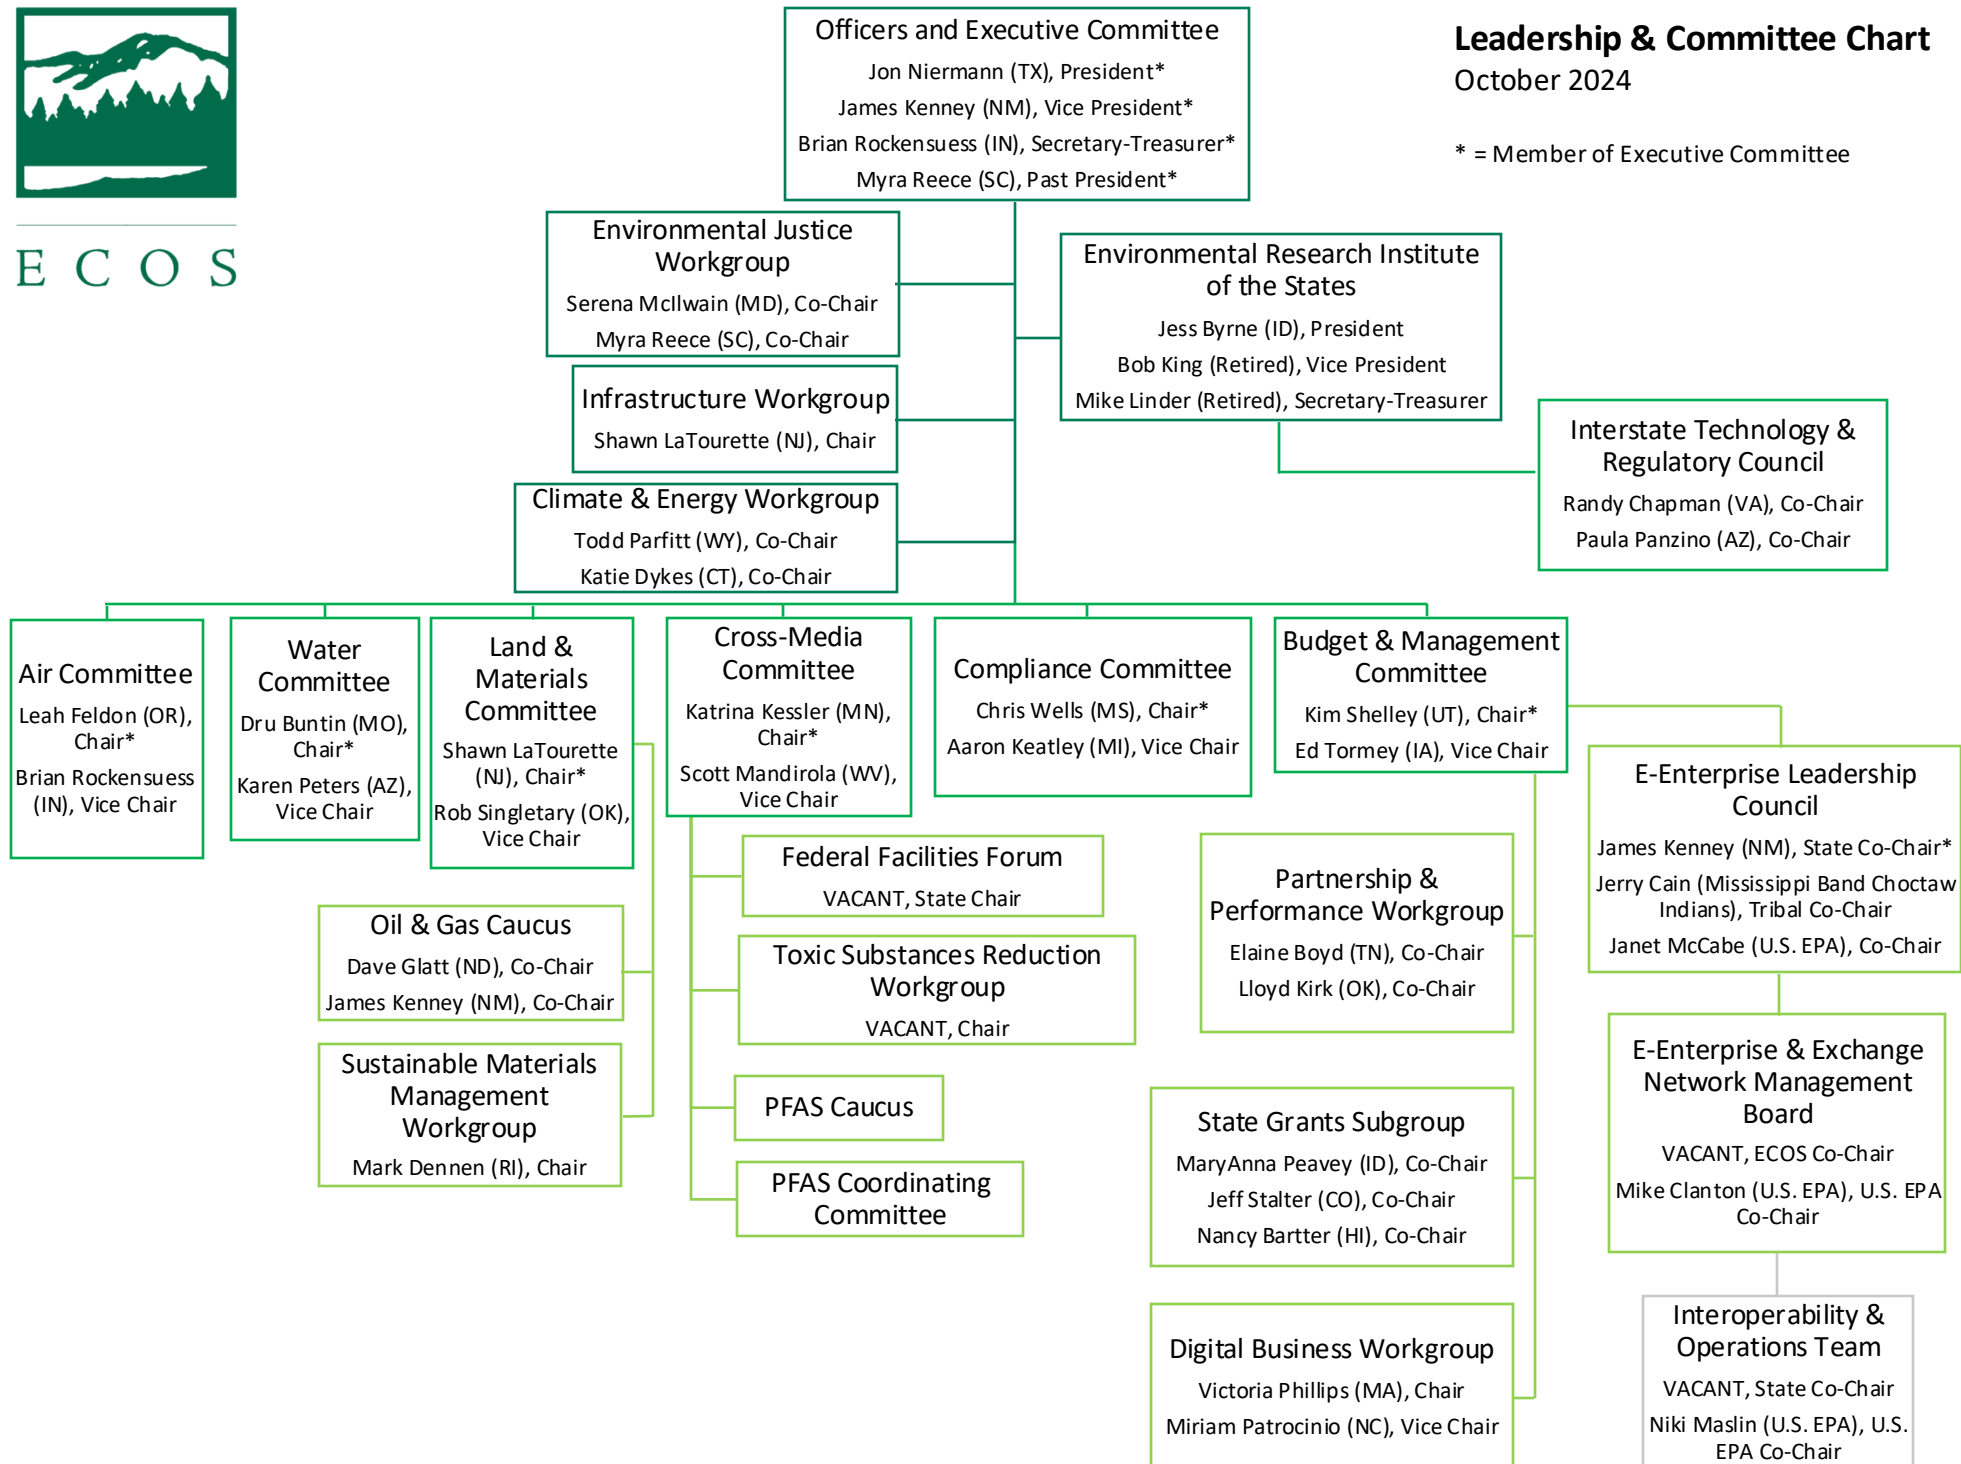 Officers and Executive Committee
Jon Niermann (TX), President*
James Kenney (NM), Vice President*
Brian Rockensuess (IN), Secretary-Treasurer*
Myra Reece (SC), Past President*
Leadership & Committee Chart
October 2024
* = Member of Executive Committee
ECOS
Environmental Justice
Workgroup
Serena McIlwain (MD), Co-Chair
Myra Reece (SC), Co-Chair
Environmental Research Institute
of the States
Jess Byrne (ID), President
Bob King (Retired), Vice President
Mike Linder (Retired), Secretary-Treasurer
Infrastructure Workgroup
Shawn LaTourette (NJ), Chair
Interstate Technology &
Regulatory Council
Randy Chapman (VA), Co-Chair
Paula Panzino (AZ), Co-Chair
Climate & Energy Workgroup
Todd Parfitt (WY), Co-Chair
Katie Dykes (CT), Co-Chair
Air Committee
Leah Feldon (OR),
Chair*
Brian Rockensuess
(IN), Vice Chair
Water
Committee
Dru Buntin (MO),
Chair*
Karen Peters (AZ),
Vice Chair
Land &
Materials
Committee
Shawn LaTourette
(NJ), Chair*
Rob Singletary (OK),
Vice Chair
Cross-Media
Committee
Katrina Kessler (MN),
Chair*
Scott Mandirola (WV),
Vice Chair
Compliance Committee
Chris Wells (MS), Chair*
Aaron Keatley (MI), Vice Chair
Budget & Management
Committee
Kim Shelley (UT), Chair*
Ed Tormey (IA), Vice Chair
E-Enterprise Leadership
Council
James Kenney (NM), State Co-Chair*
Jerry Cain (Mississippi Band Choctaw
Indians), Tribal Co-Chair
Janet McCabe (U.S. EPA), Co-Chair
Oil & Gas Caucus
Dave Glatt (ND), Co-Chair
James Kenney (NM), Co-Chair
Sustainable Materials
Management
Workgroup
Mark Dennen (RI), Chair
Federal Facilities Forum
VACANT, State Chair
Toxic Substances Reduction
Workgroup
VACANT, Chair
PFAS Caucus
PFAS Coordinating
Committee
Partnership &
Performance Workgroup
Elaine Boyd (TN), Co-Chair
Lloyd Kirk (OK), Co-Chair
State Grants Subgroup
MaryAnna Peavey (ID), Co-Chair
Jeff Stalter (CO), Co-Chair
Nancy Bartter (HI), Co-Chair
Digital Business Workgroup
Victoria Phillips (MA), Chair
Miriam Patrocinio (NC), Vice Chair
E-Enterprise & Exchange
Network Management
Board
VACANT, ECOS Co-Chair
Mike Clanton (U.S. EPA), U.S. EPA
Co-Chair
Interoperability &
Operations Team
VACANT, State Co-Chair
Niki Maslin (U.S. EPA), U.S.
EPA Co-Chair